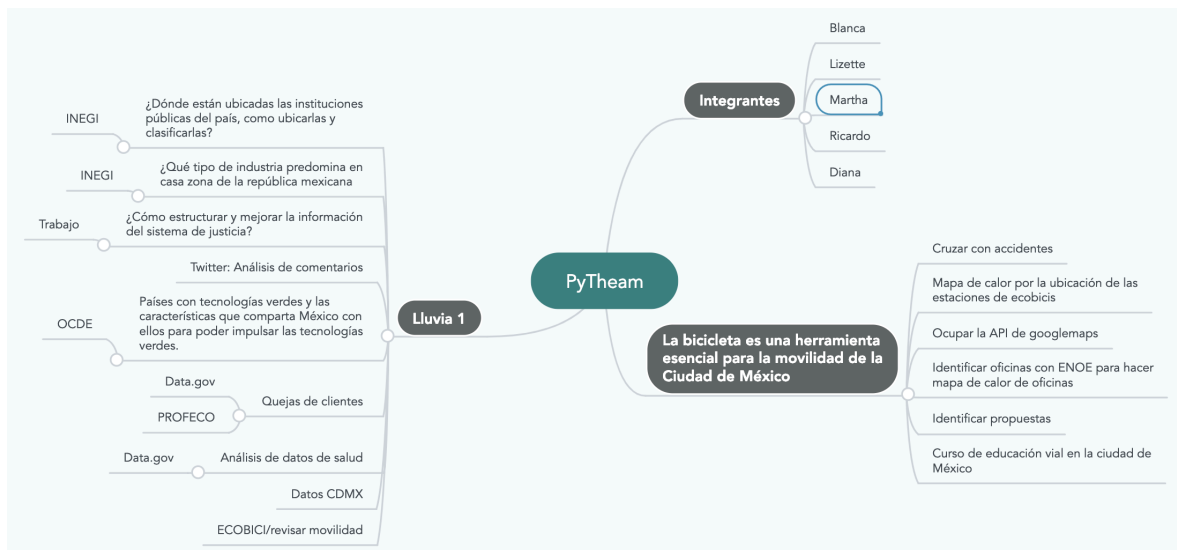 PyTheam
Integrantes
Blanca
Lizette
Martha
Ricardo
Diana
La bicicleta es una herramienta
esencial para la movilidad de la
Ciudad de México
Cruzar con accidentes
Mapa de calor por la ubicación de las
estaciones de ecobicis
Ocupar la API de googlemaps
Identificar oficinas con ENOE para hacer
mapa de calor de oficinas
Identificar propuestas
Curso de educación vial en la ciudad de
México
Lluvia 1
¿Dónde están ubicadas las instituciones
públicas del país, como ubicarlas y
clasificarlas?
INEGI
¿Qué tipo de industria predomina en
casa zona de la república mexicana
INEGI
¿Cómo estructurar y mejorar la información
del sistema de justicia?
Trabajo
Twitter: Análisis de comentarios
Países con tecnologías verdes y las
características que comparta México con
ellos para poder impulsar las tecnologías
verdes.
OCDE
Quejas de clientes
Data.gov
PROFECO
Análisis de datos de salud
Data.gov
Datos CDMX
ECOBICI/revisar movilidad